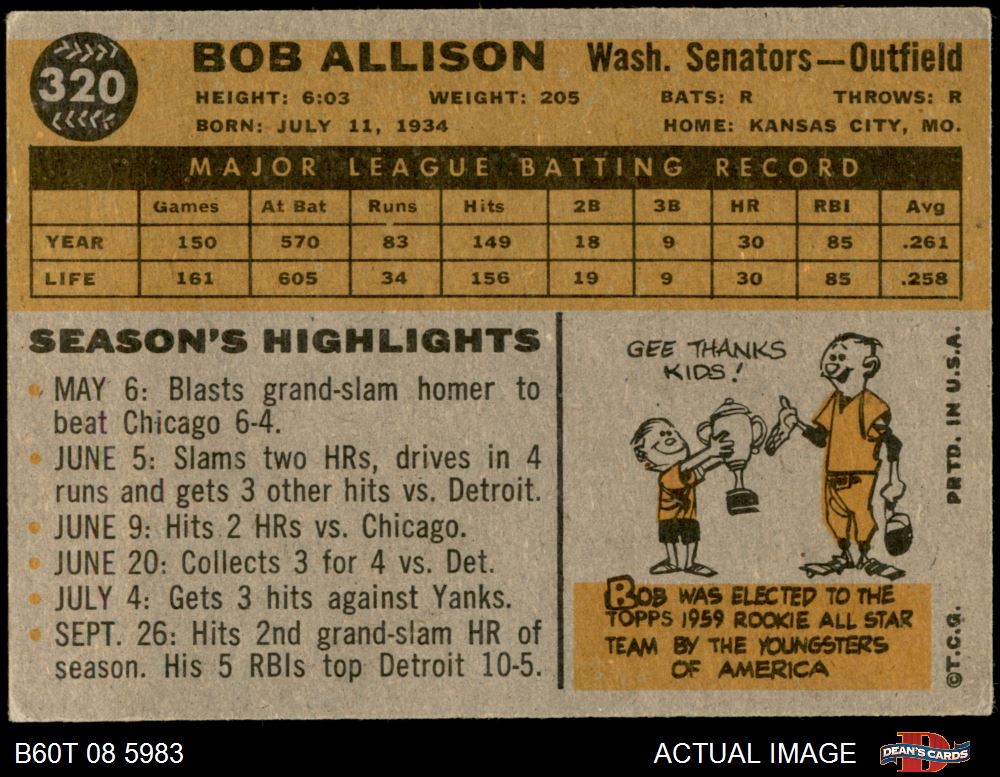 320
BOB ALLISON Wash. Senators—Outfield
HEIGHT: 6:03 WEIGHT: 205 BATS: R THROWS: R
BORN: JULY 11, 1934 HOME: KANSAS CITY, MO.
MAJOR LEAGUE BATTING RECORD
Games At Bat Runs Hits 2B 3B HR RBI Avg
YEAR 150 570 83 149 18 9 30 85 .261
LIFE 161 605 34 156 19 9 30 85 .258
SEASON'S HIGHLIGHTS
• MAY 6: Blasts grand-slam homer to
beat Chicago 6-4.
• JUNE 5: Slams two HRs, drives in 4
runs and gets 3 other hits vs. Detroit.
• JUNE 9: Hits 2 HRs vs. Chicago.
• JUNE 20: Collects 3 for 4 vs. Det.
• JULY 4: Gets 3 hits against Yanks.
• SEPT. 26: Hits 2nd grand-slam HR of
season. His 5 RBIs top Detroit 10-5.
GEE THANKS
KIDS!
BOB WAS ELECTED TO THE
TOPPS 1959 ROOKIE ALL STAR
TEAM BY THE YOUNGSTERS
OF AMERICA
©T.C.G. PRTD. IN U.S.A.
B60T 08 5983 ACTUAL IMAGE
DEAN'S CARDS